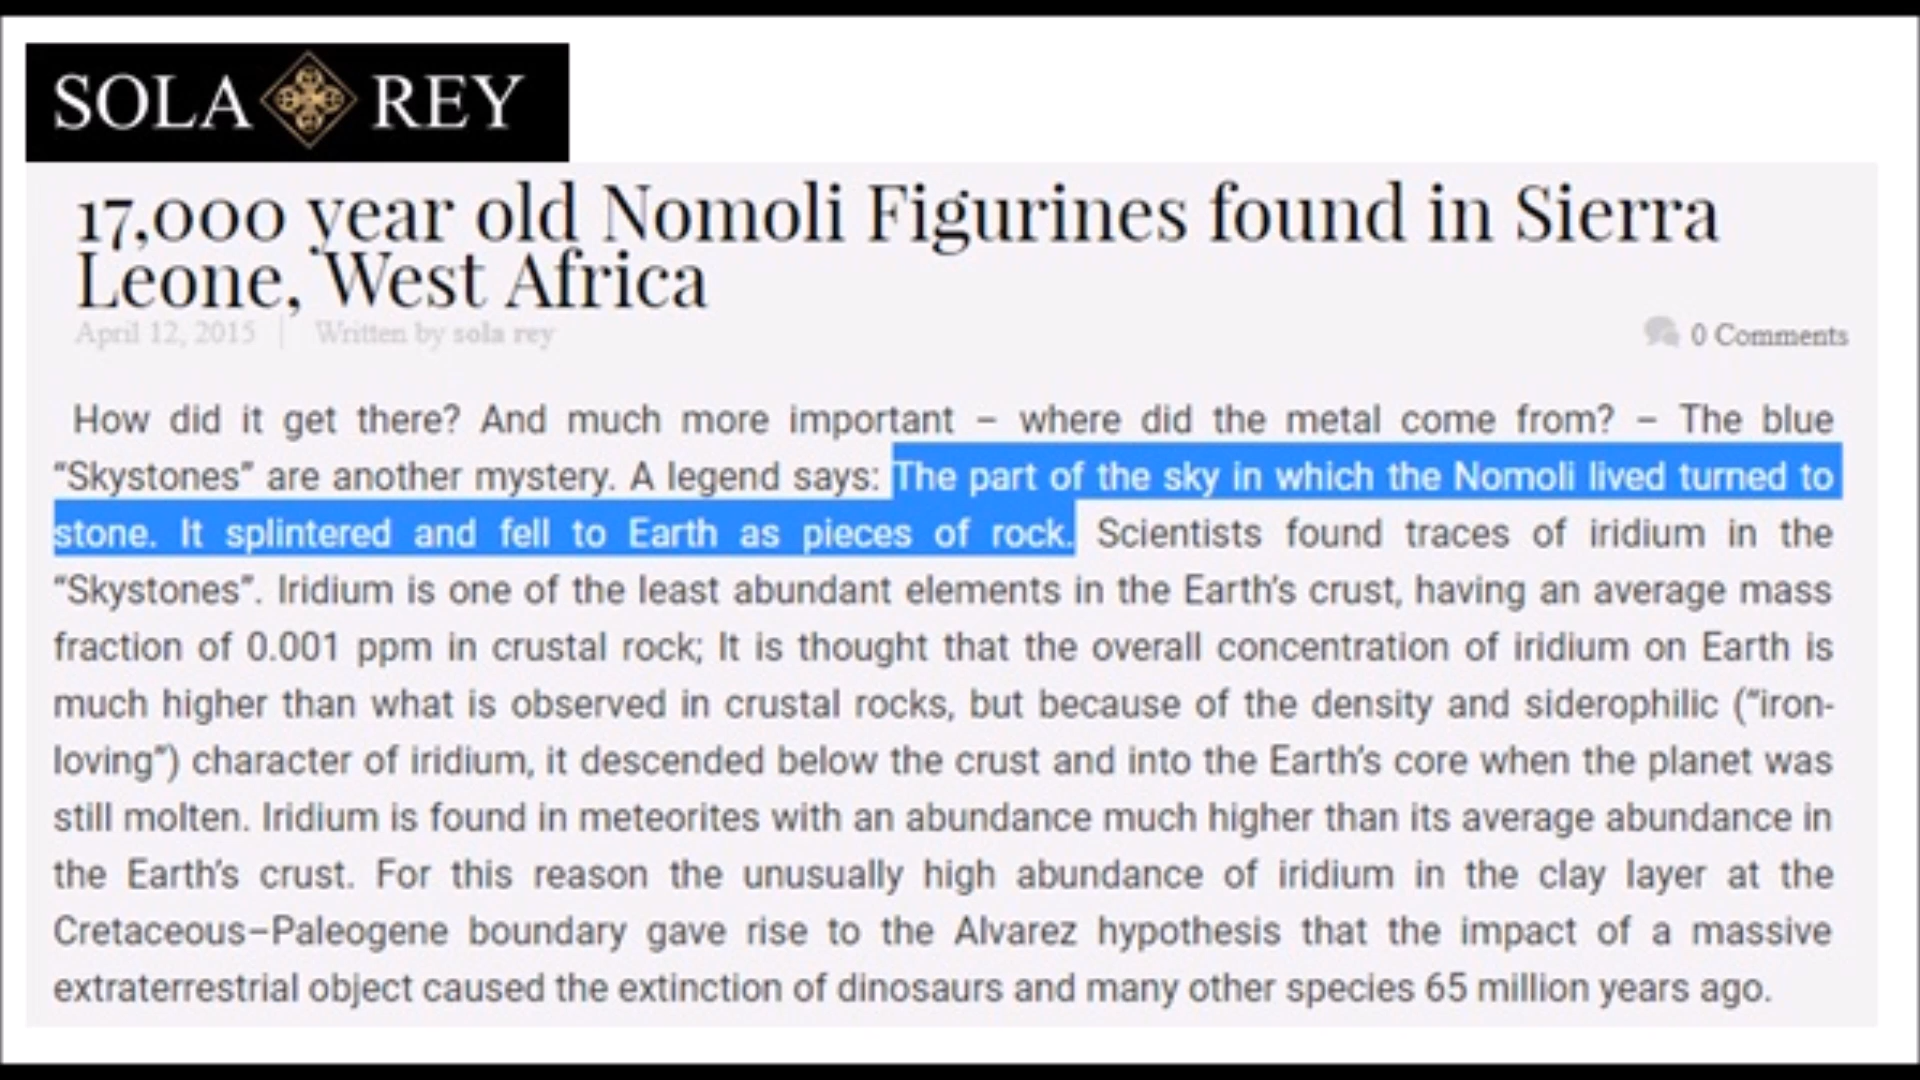 SOLA REY
17,000 year old Nomoli Figurines found in Sierra
Leone, West Africa
April 12, 2015 | Written by sola rey
0 Comments
How did it get there? And much more important – where did the metal come from? – The blue
“Skystones” are another mystery. A legend says: The part of the sky in which the Nomoli lived turned to
stone. It splintered and fell to Earth as pieces of rock. Scientists found traces of iridium in the
“Skystones”. Iridium is one of the least abundant elements in the Earth’s crust, having an average mass
fraction of 0.001 ppm in crustal rock; It is thought that the overall concentration of iridium on Earth is
much higher than what is observed in crustal rocks, but because of the density and siderophilic (“iron-
loving”) character of iridium, it descended below the crust and into the Earth’s core when the planet was
still molten. Iridium is found in meteorites with an abundance much higher than its average abundance in
the Earth’s crust. For this reason the unusually high abundance of iridium in the clay layer at the
Cretaceous–Paleogene boundary gave rise to the Alvarez hypothesis that the impact of a massive
extraterrestrial object caused the extinction of dinosaurs and many other species 65 million years ago.